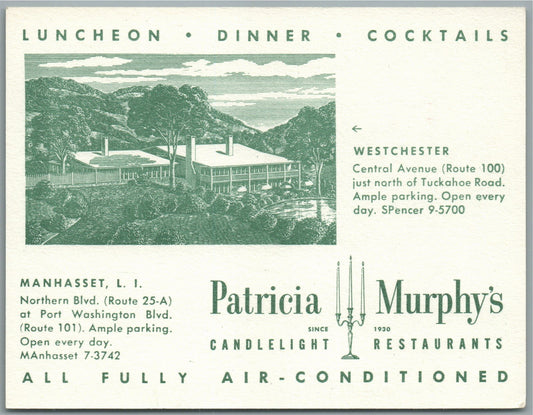 LUNCHEON • DINNER • COCKTAILS
←
WESTCHESTER
Central Avenue (Route 100)
just north of Tuckahoe Road.
Ample parking. Open every
day. SPencer 9-5700
MANHASSET, L. I.
Northern Blvd. (Route 25-A)
at Port Washington Blvd.
(Route 101). Ample parking.
Open every day.
MAnhasset 7-3742
Patricia Murphy's
SINCE 1930
CANDLELIGHT RESTAURANTS
ALL FULLY AIR-CONDITIONED